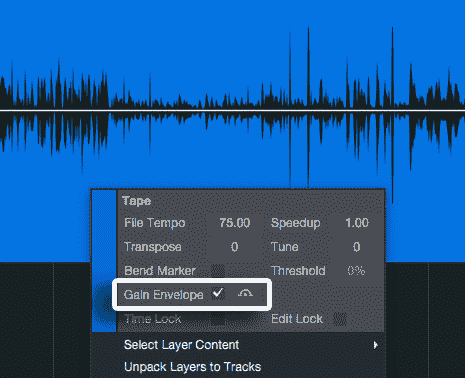 Tape
File Tempo 75.00 Speedup 1.00
Transpose 0 Tune 0
Bend Marker Threshold 0%
Gain Envelope
Time Lock Edit Lock
Select Layer Content
Unpack Layers to Tracks